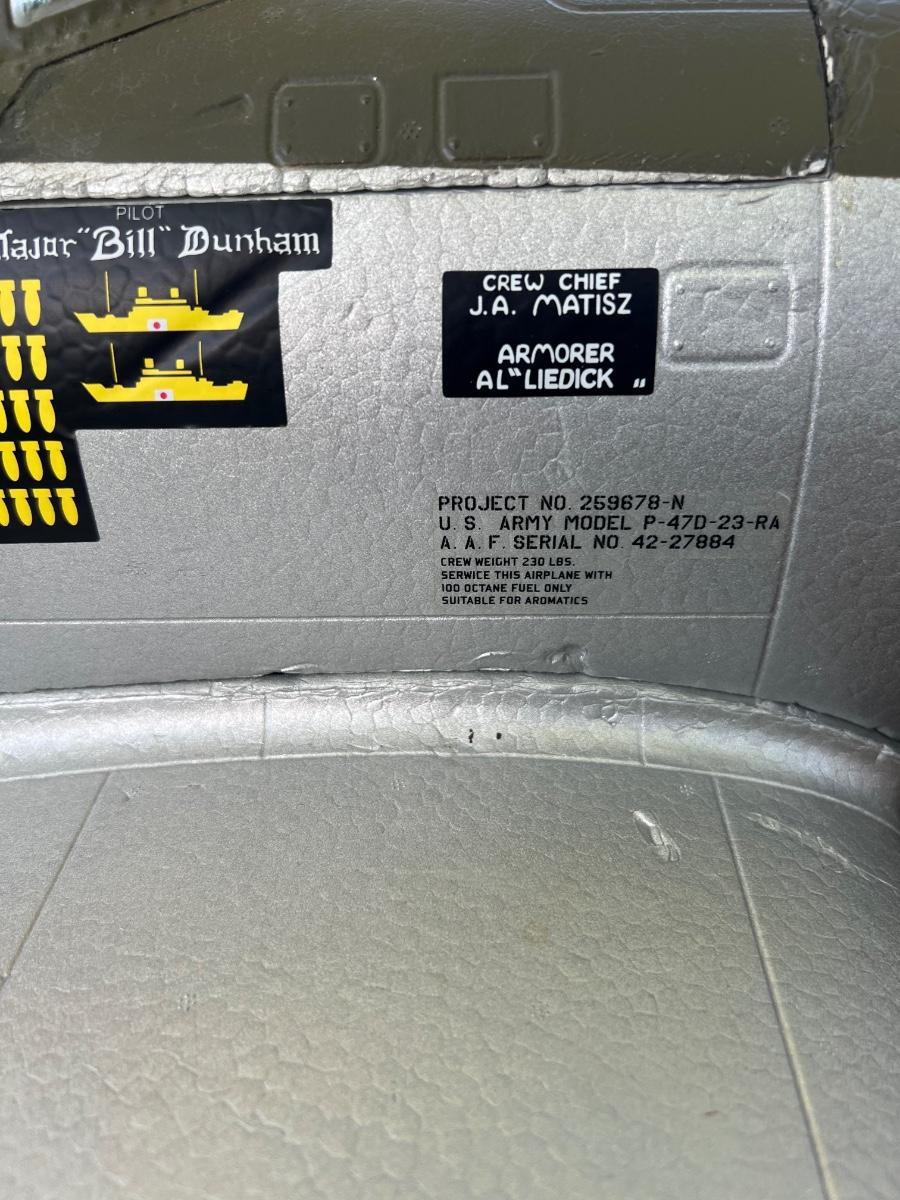 PILOT
Major "Bill" Dunham
CREW CHIEF
J.A. MATISZ
ARMORER
AL "LIEDICK "
PROJECT NO. 259678-N
U.S. ARMY MODEL P-47D-23-RA
A.A.F. SERIAL NO. 42-27884
CREW WEIGHT 230 LBS.
SERWICE THIS AIRPLANE WITH
100 OCTANE FUEL ONLY
SUITABLE FOR AROMATICS